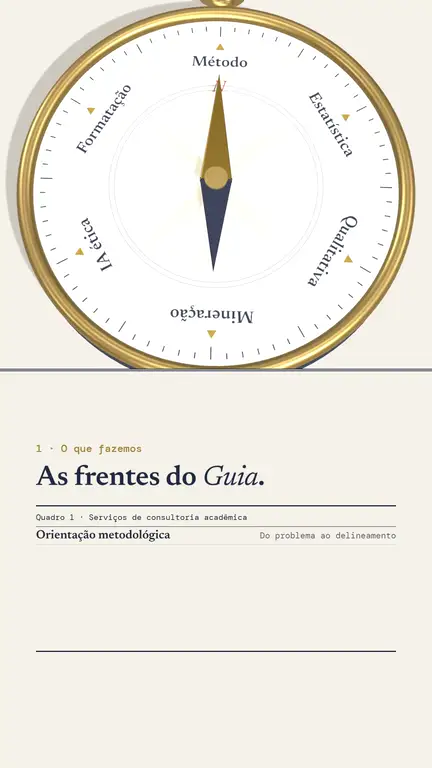 Método
N
Estatística
Qualitativa
Mineração
IA ética
Formatação
1 · O que fazemos
As frentes do Guia.
Quadro 1 · Serviços de consultoria acadêmica
Orientação metodológica Do problema ao delineamento